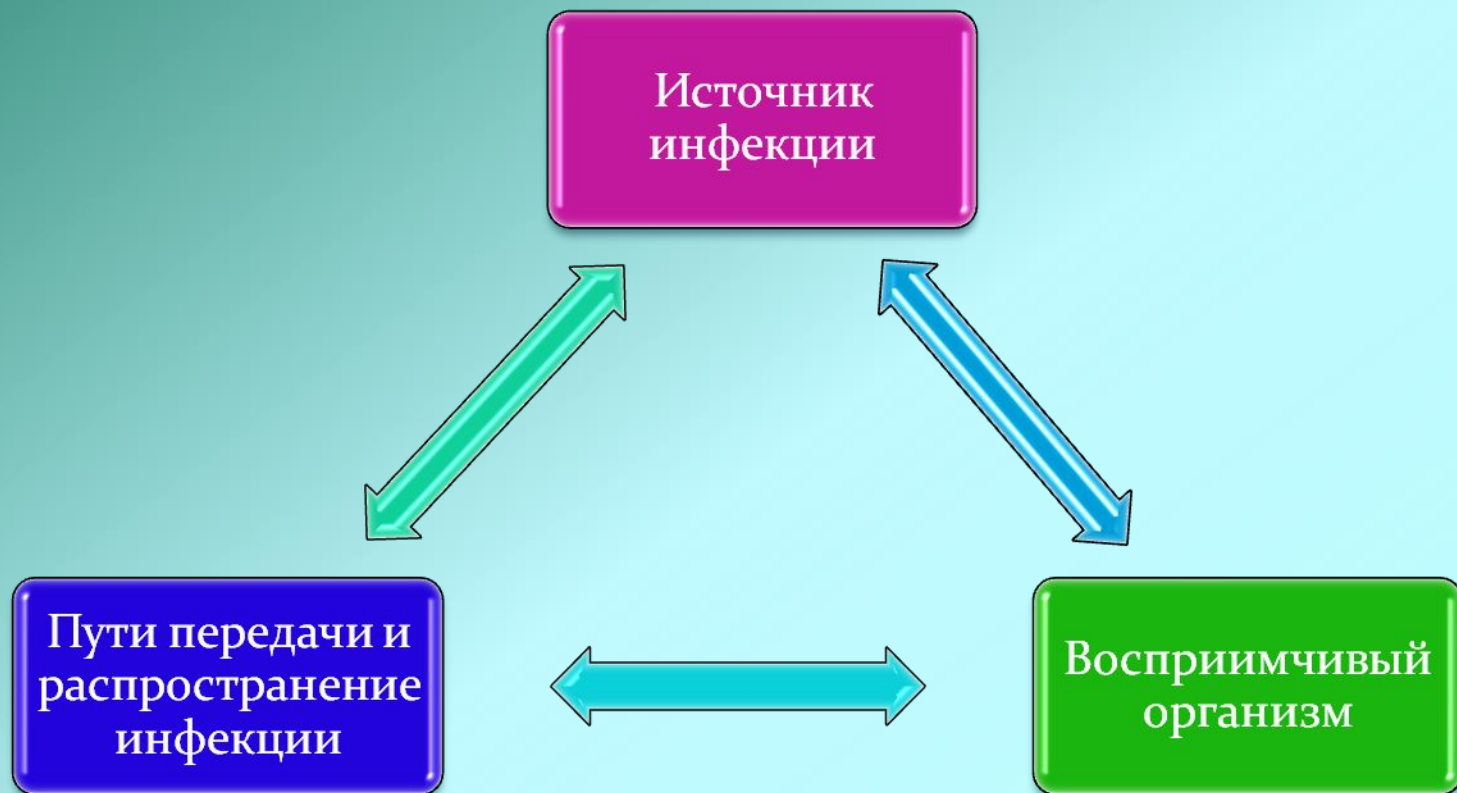 Источник
инфекции
Пути передачи и
распространение
инфекции
Восприимчивый
организм